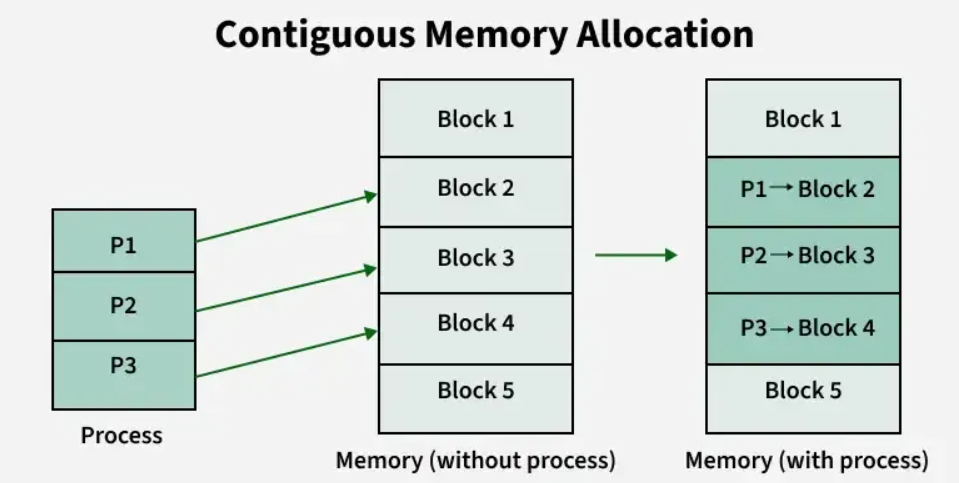 Contiguous Memory Allocation
P1
P2
P3
Process
Block 1
Block 2
Block 3
Block 4
Block 5
Memory (without process)
Block 1
P1→Block 2
P2→Block 3
P3→Block 4
Block 5
Memory (with process)